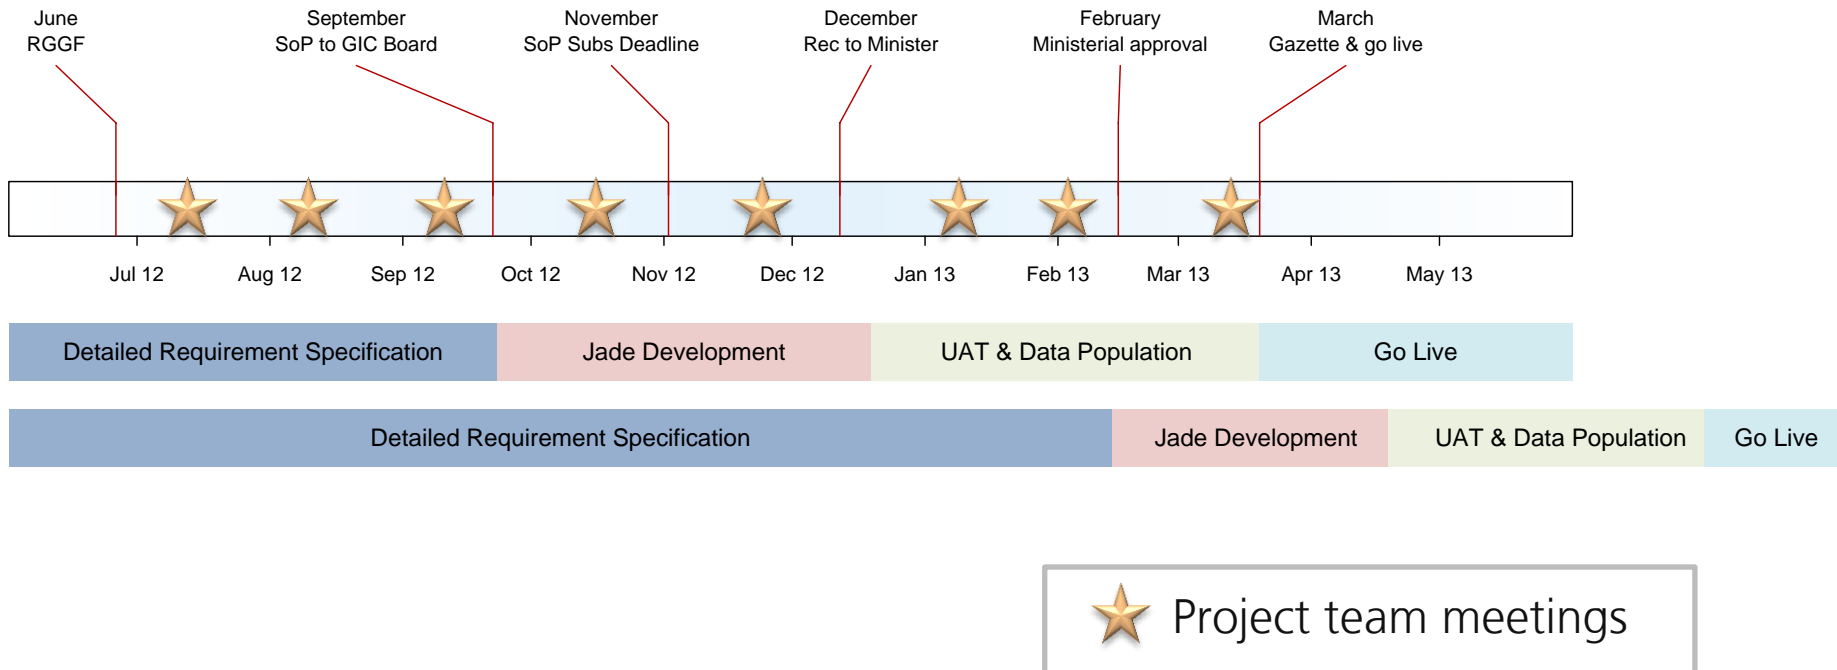 June
RGGF
September
SoP to GIC Board
November
SoP Subs Deadline
December
Rec to Minister
February
Ministerial approval
March
Gazette & go live
Jul 12
Aug 12
Sep 12
Oct 12
Nov 12
Dec 12
Jan 13
Feb 13
Mar 13
Apr 13
May 13
Detailed Requirement Specification
Jade Development
UAT & Data Population
Go Live
Detailed Requirement Specification
Jade Development
UAT & Data Population
Go Live
Project team meetings